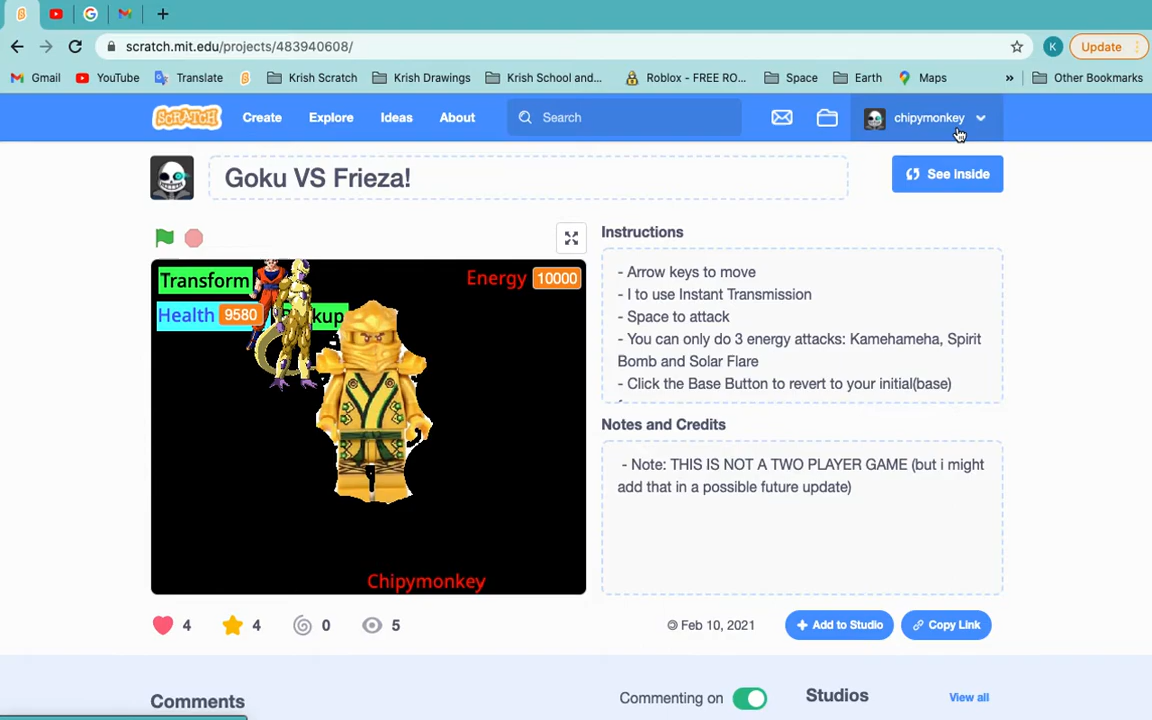 scratch.mit.edu/projects/483940608/
K
Update
Gmail
YouTube
Translate
Krish Scratch
Krish Drawings
Krish School and...
Roblox - FREE RO...
Space
Earth
Maps
»
Other Bookmarks
SCRATCH
Create
Explore
Ideas
About
Search
chipymonkey
Goku VS Frieza!
See inside
Instructions
Transform
Energy 10000
Health 9580
kup
- Arrow keys to move
- I to use Instant Transmission
- Space to attack
- You can only do 3 energy attacks: Kamehameha, Spirit
Bomb and Solar Flare
- Click the Base Button to revert to your initial(base)
Notes and Credits
- Note: THIS IS NOT A TWO PLAYER GAME (but i might
add that in a possible future update)
Chipymonkey
4
4
0
5
© Feb 10, 2021
Add to Studio
Copy Link
Comments
Commenting on
Studios
View all